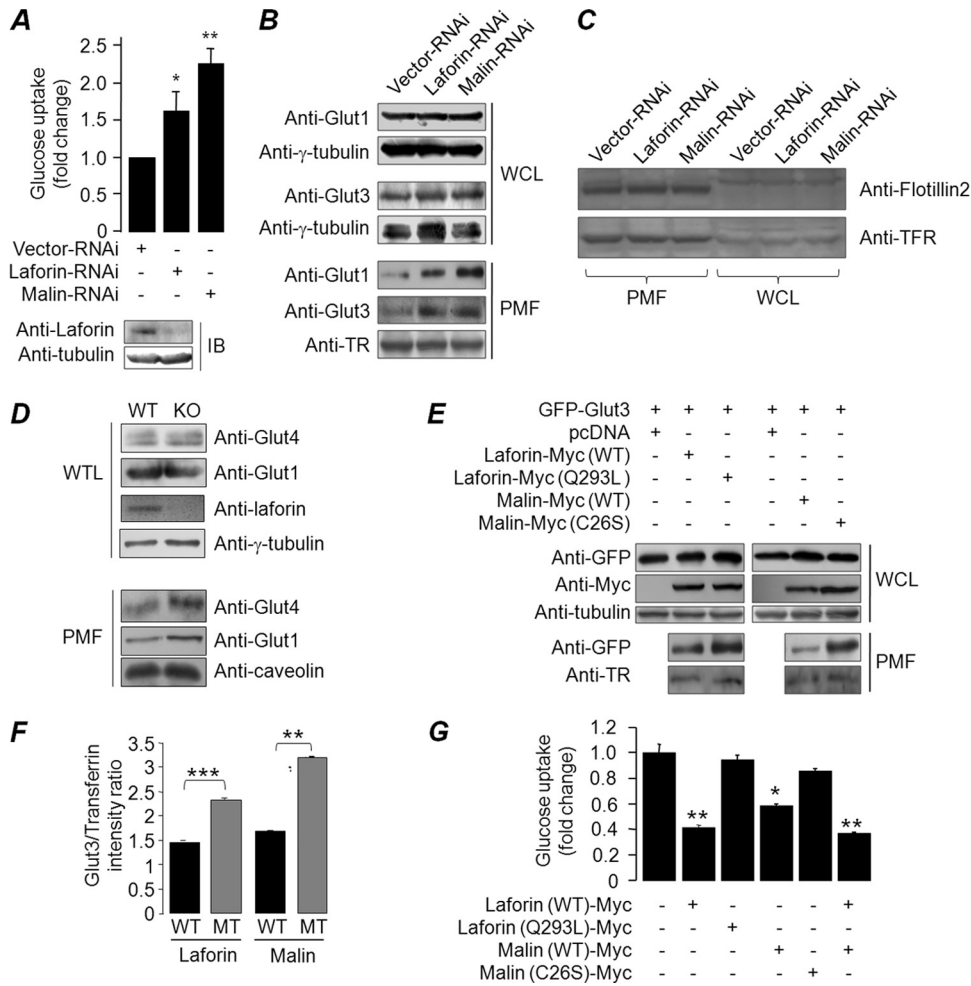 A
Glucose uptake
(fold change)
2.5
2.0
1.5
1.0
0
*
**
Vector-RNAi + - -
Laforin-RNAi - + -
Malin-RNAi - - +
Anti-Laforin
Anti-tubulin
IB
B
Vector-RNAi
Laforin-RNAi
Malin-RNAi
Anti-Glut1
Anti-γ-tubulin
Anti-Glut3
Anti-γ-tubulin
WCL
Anti-Glut1
Anti-Glut3
Anti-TR
PMF
C
Vector-RNAi
Laforin-RNAi
Malin-RNAi
Vector-RNAi
Laforin-RNAi
Malin-RNAi
Anti-Flotillin2
Anti-TFR
PMF WCL
D
WT KO
WTL
Anti-Glut4
Anti-Glut1
Anti-laforin
Anti-γ-tubulin
PMF
Anti-Glut4
Anti-Glut1
Anti-caveolin
E
GFP-Glut3 + + + + + +
pcDNA + - - + - -
Laforin-Myc (WT) - + - - - -
Laforin-Myc (Q293L) - - + - - -
Malin-Myc (WT) - - - - + -
Malin-Myc (C26S) - - - - - +
Anti-GFP
Anti-Myc
Anti-tubulin
WCL
Anti-GFP
Anti-TR
PMF
F
Glut3/Transferrin
intensity ratio
3.5
3
2.5
2
1.5
1
0.5
0
***
**
WT MT WT MT
Laforin Malin
G
Glucose uptake
(fold change)
1.2
1.0
0.8
0.6
0.4
0.2
0
**
*
**
Laforin (WT)-Myc - + - - - +
Laforin (Q293L)-Myc - - + - - -
Malin (WT)-Myc - - - + - +
Malin (C26S)-Myc - - - - + -